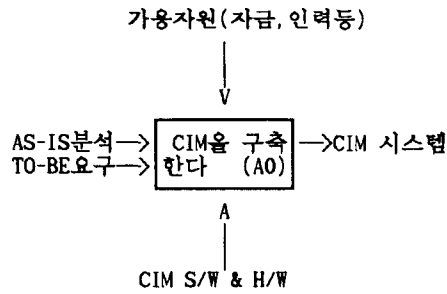 가용자원(자금,인력등)
V
AS-IS분석 CIM을 구축 CIM 시스템
TO-BE요구 한다 (A0)
A
CIM S/W & H/W